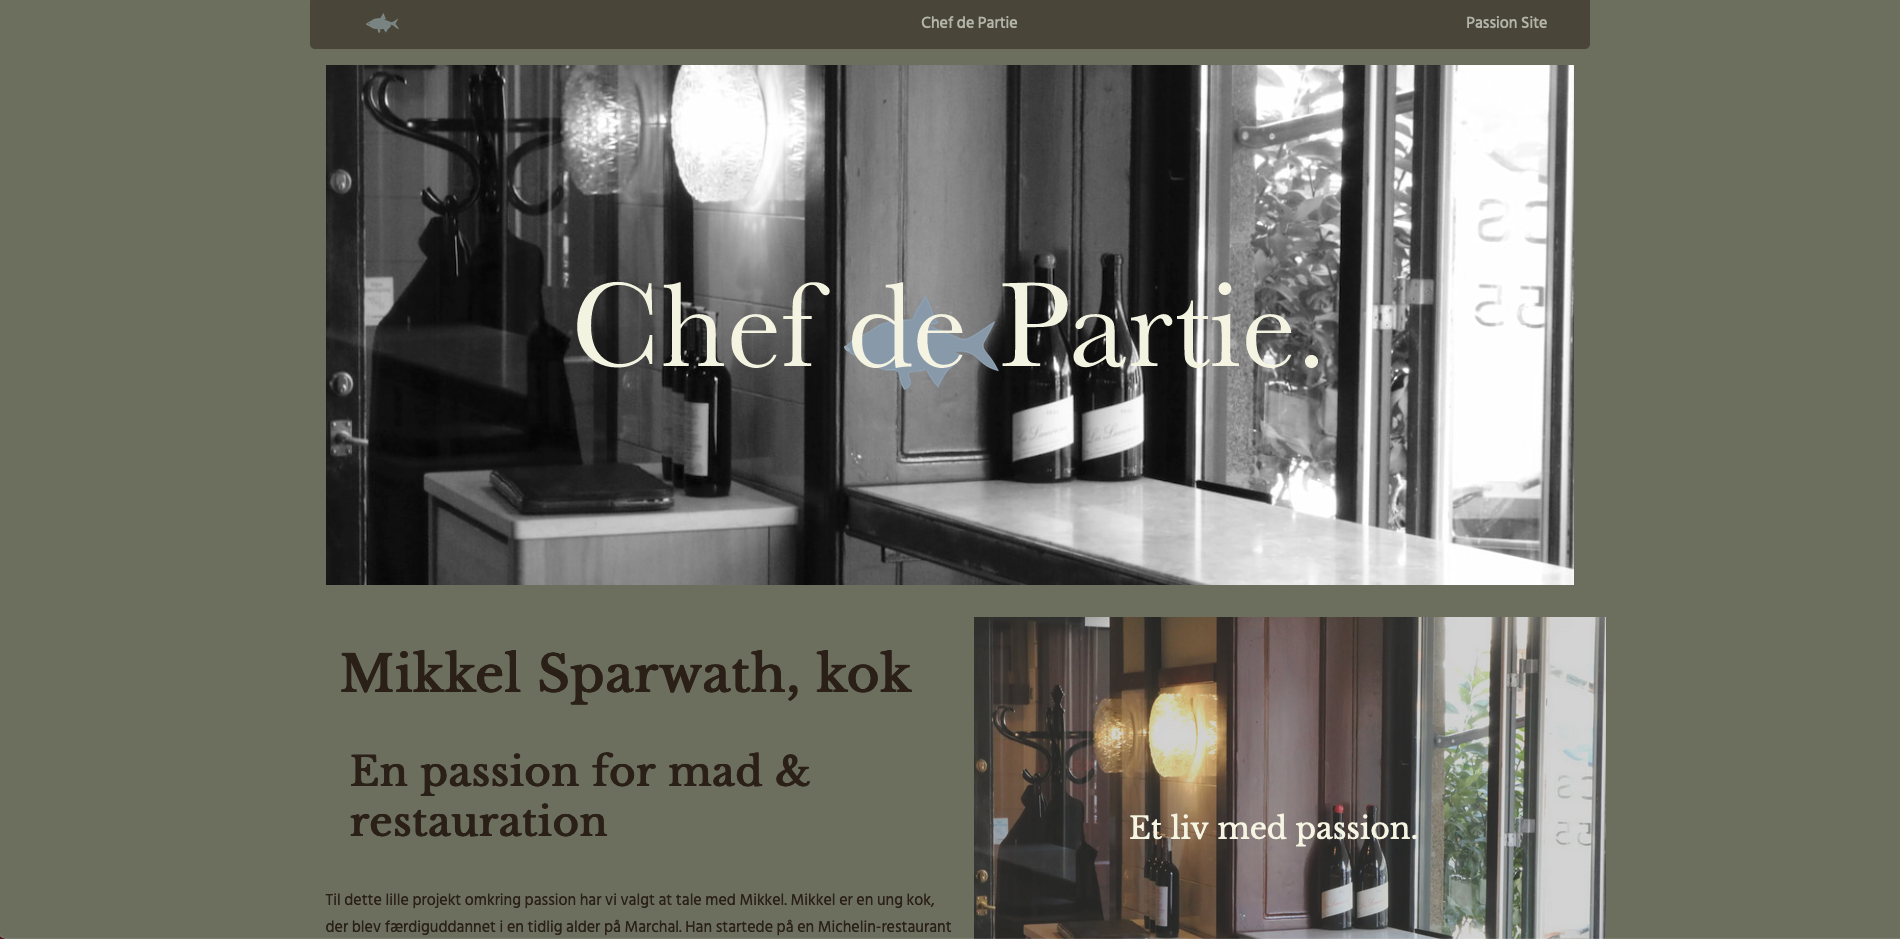 Chef de Partie
Passion Site
Chef de Partie.
Mikkel Sparwath, kok
En passion for mad &
restauration
Til dette lille projekt omkring passion har vi valgt at tale med Mikkel. Mikkel er en ung kok,
der blev færdiguddannet i en tidlig alder på Marchal. Han startede på en Michelin-restaurant
Et liv med passion.